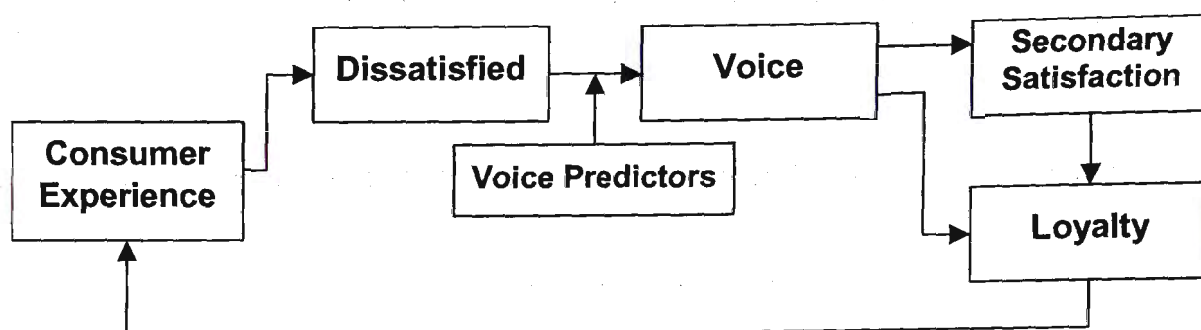 Consumer
Experience
Dissatisfied
Voice Predictors
Voice
Secondary
Satisfaction
Loyalty